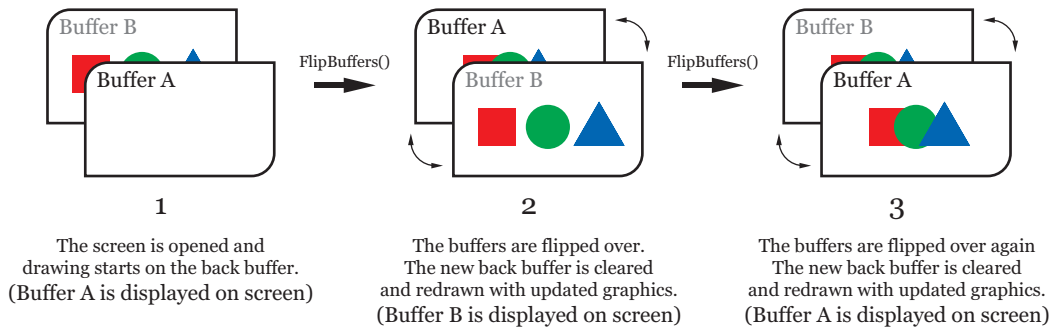 Buffer B
Buffer A
FlipBuffers()
Buffer A
Buffer B
FlipBuffers()
Buffer B
Buffer A
1
The screen is opened and
drawing starts on the back buffer.
(Buffer A is displayed on screen)
2
The buffers are flipped over.
The new back buffer is cleared
and redrawn with updated graphics.
(Buffer B is displayed on screen)
3
The buffers are flipped over again
The new back buffer is cleared
and redrawn with updated graphics.
(Buffer A is displayed on screen)